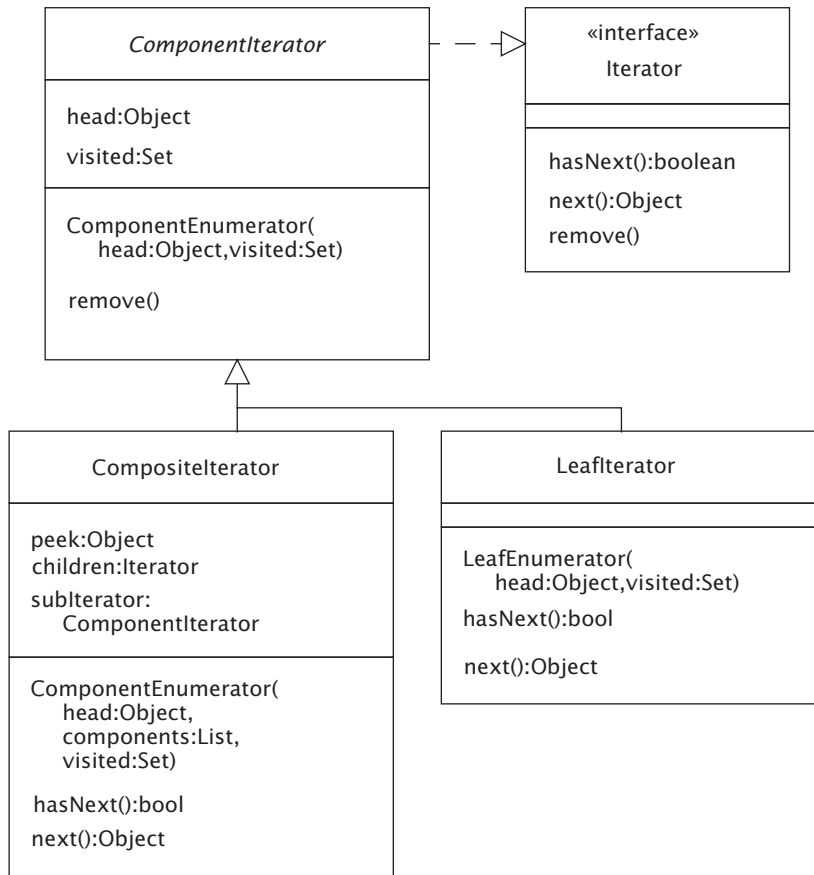 ComponentIterator
head:Object
visited:Set
ComponentEnumerator(
head:Object,visited:Set)
remove()
«interface»
Iterator
hasNext():boolean
next():Object
remove()
CompositeIterator
peek:Object
children:Iterator
subIterator:
ComponentIterator
ComponentEnumerator(
head:Object,
components:List,
visited:Set)
hasNext():bool
next():Object
LeafIterator
LeafEnumerator(
head:Object,visited:Set)
hasNext():bool
next():Object